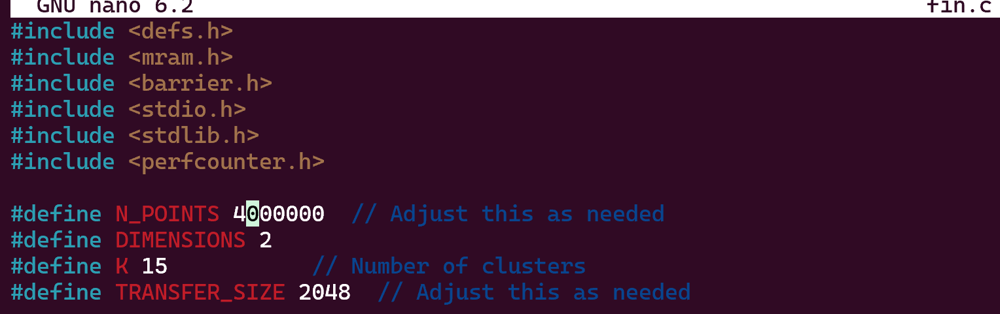 GNU nano 6.2 fin.c
#include <defs.h>
#include <mram.h>
#include <barrier.h>
#include <stdio.h>
#include <stdlib.h>
#include <perfcounter.h>
#define N_POINTS 4000000 // Adjust this as needed
#define DIMENSIONS 2
#define K 15 // Number of clusters
#define TRANSFER_SIZE 2048 // Adjust this as needed